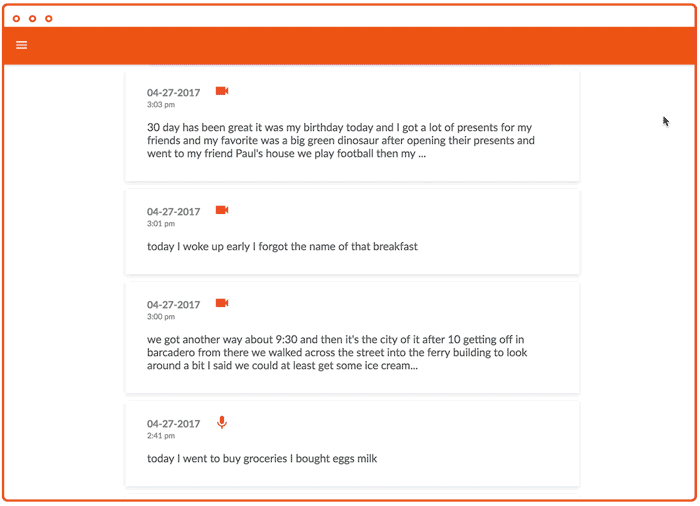 04-27-2017
3:03 pm
30 day has been great it was my birthday today and I got a lot of presents for my
friends and my favorite was a big green dinosaur after opening their presents and
went to my friend Paul's house we play football then my ...
04-27-2017
3:01 pm
today I woke up early I forgot the name of that breakfast
04-27-2017
3:00 pm
we got another way about 9:30 and then it's the city of it after 10 getting off in
barcadero from there we walked across the street into the ferry building to look
around a bit I said we could at least get some ice cream...
04-27-2017
2:41 pm
today I went to buy groceries I bought eggs milk